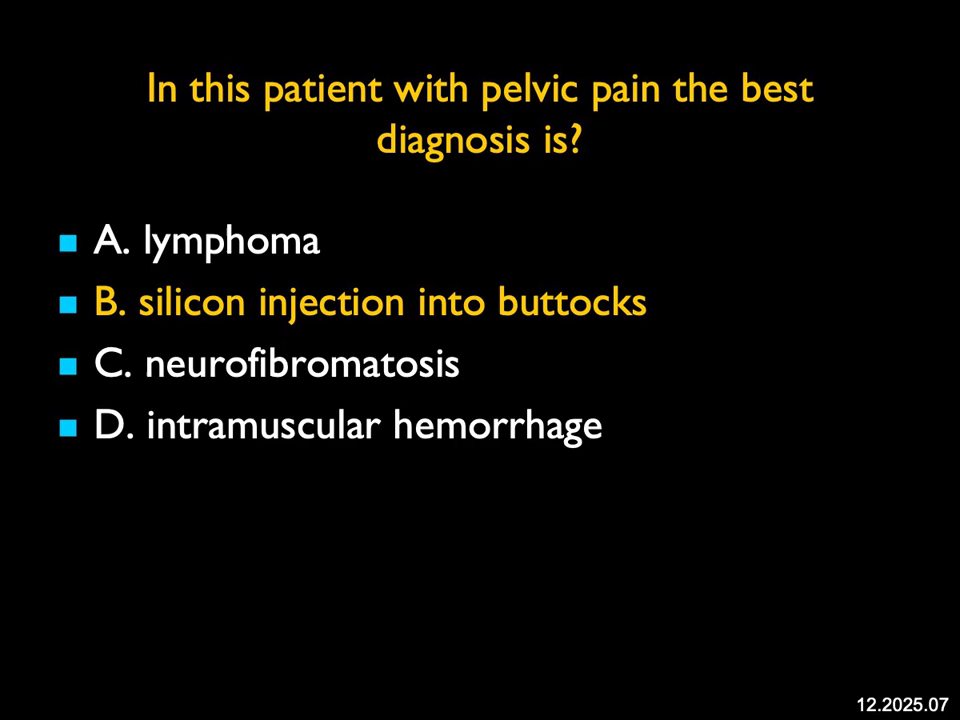 In this patient with pelvic pain the best
diagnosis is?
A. lymphoma
B. silicon injection into buttocks
C. neurofibromatosis
D. intramuscular hemorrhage
12.2025.07